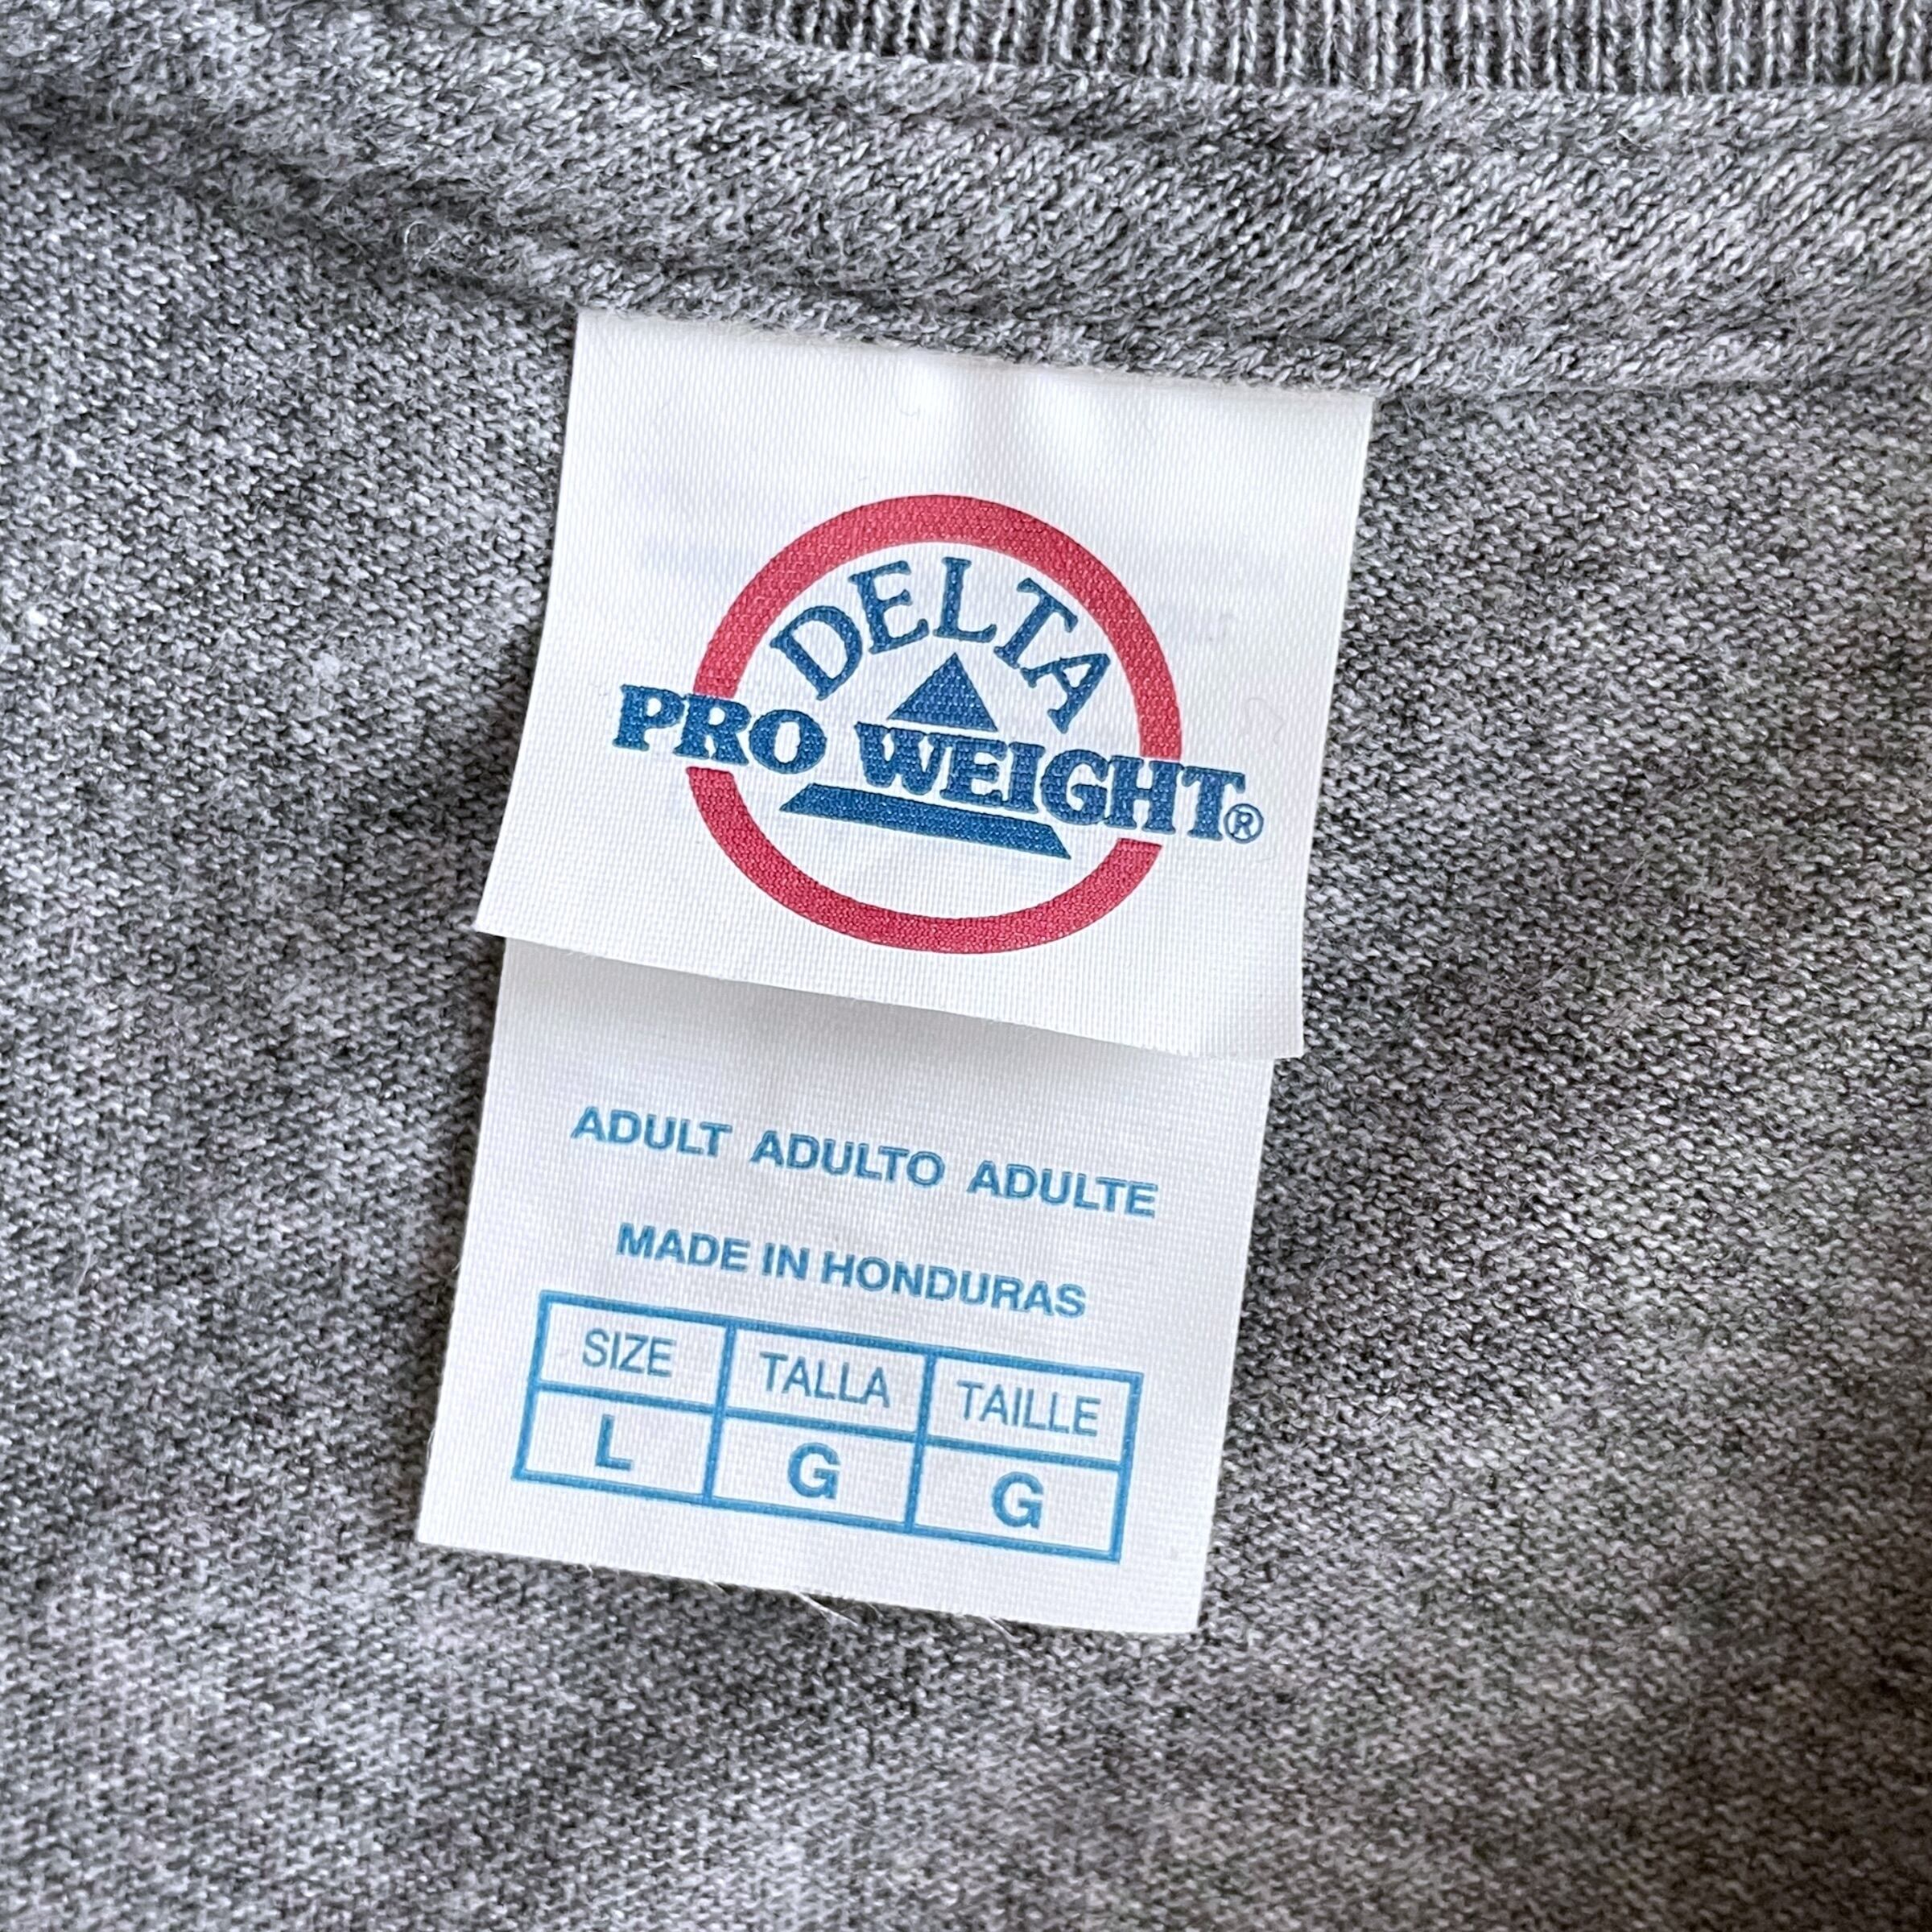 DELTA
PRO WEIGHT®
ADULT ADULTO ADULTE
MADE IN HONDURAS
SIZE TALLA TAILLE
L G G